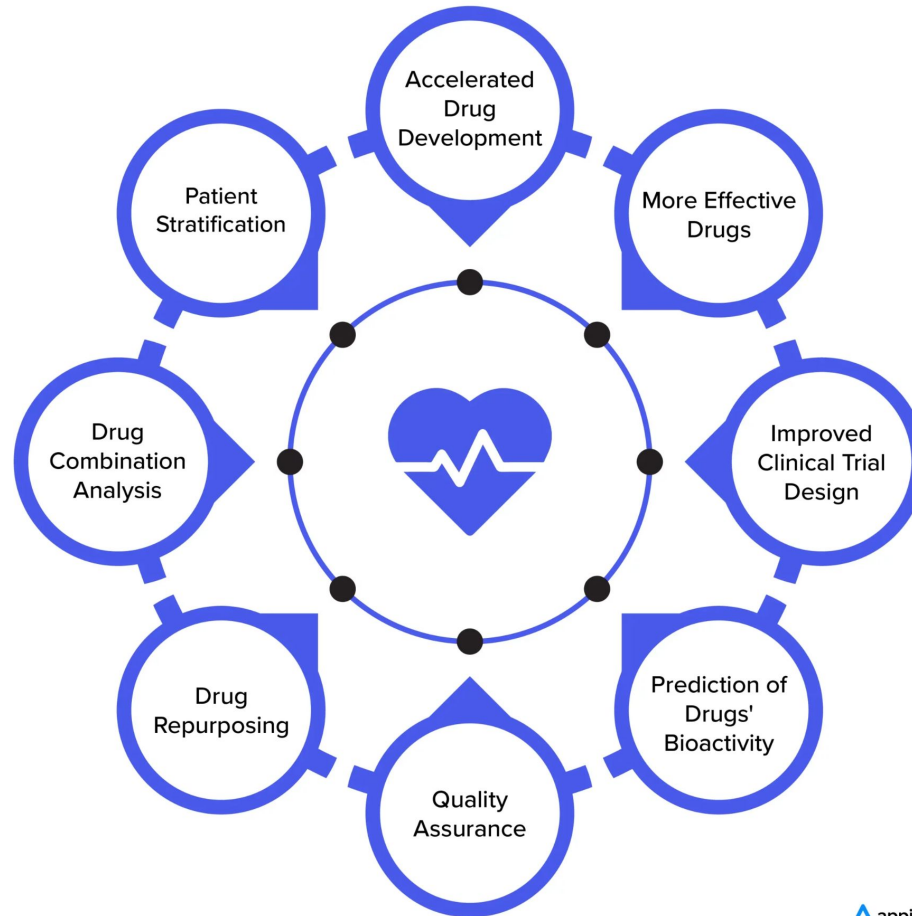 Accelerated
Drug
Development
More Effective
Drugs
Improved
Clinical Trial
Design
Prediction of
Drugs'
Bioactivity
Quality
Assurance
Drug
Repurposing
Drug
Combination
Analysis
Patient
Stratification